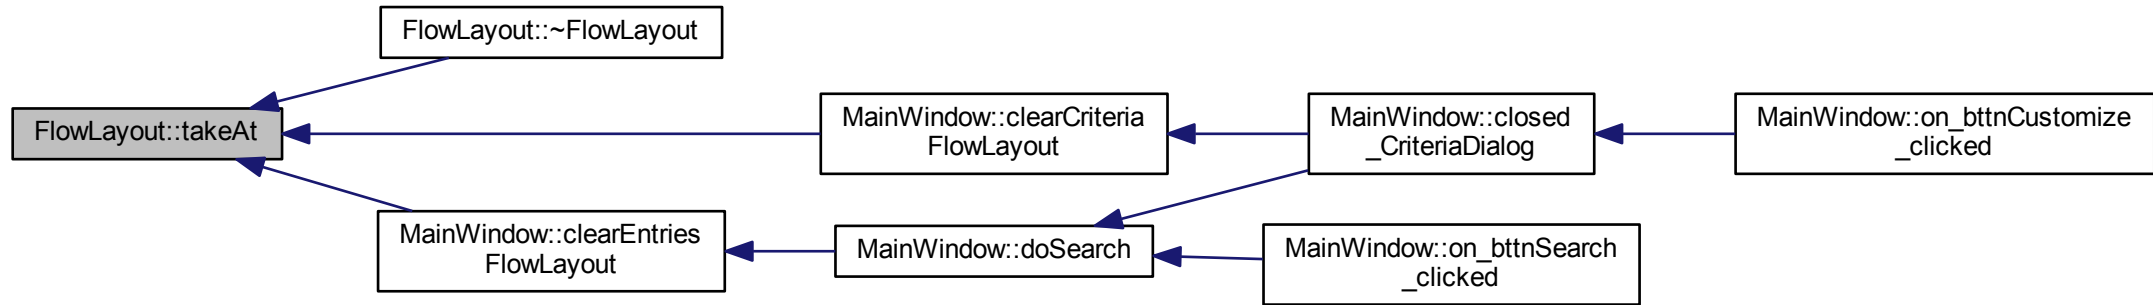 FlowLayout::~FlowLayout
FlowLayout::takeAt
MainWindow::clearCriteria
FlowLayout
MainWindow::closed
_CriteriaDialog
MainWindow::on_bttnCustomize
_clicked
MainWindow::clearEntries
FlowLayout
MainWindow::doSearch
MainWindow::on_bttnSearch
_clicked